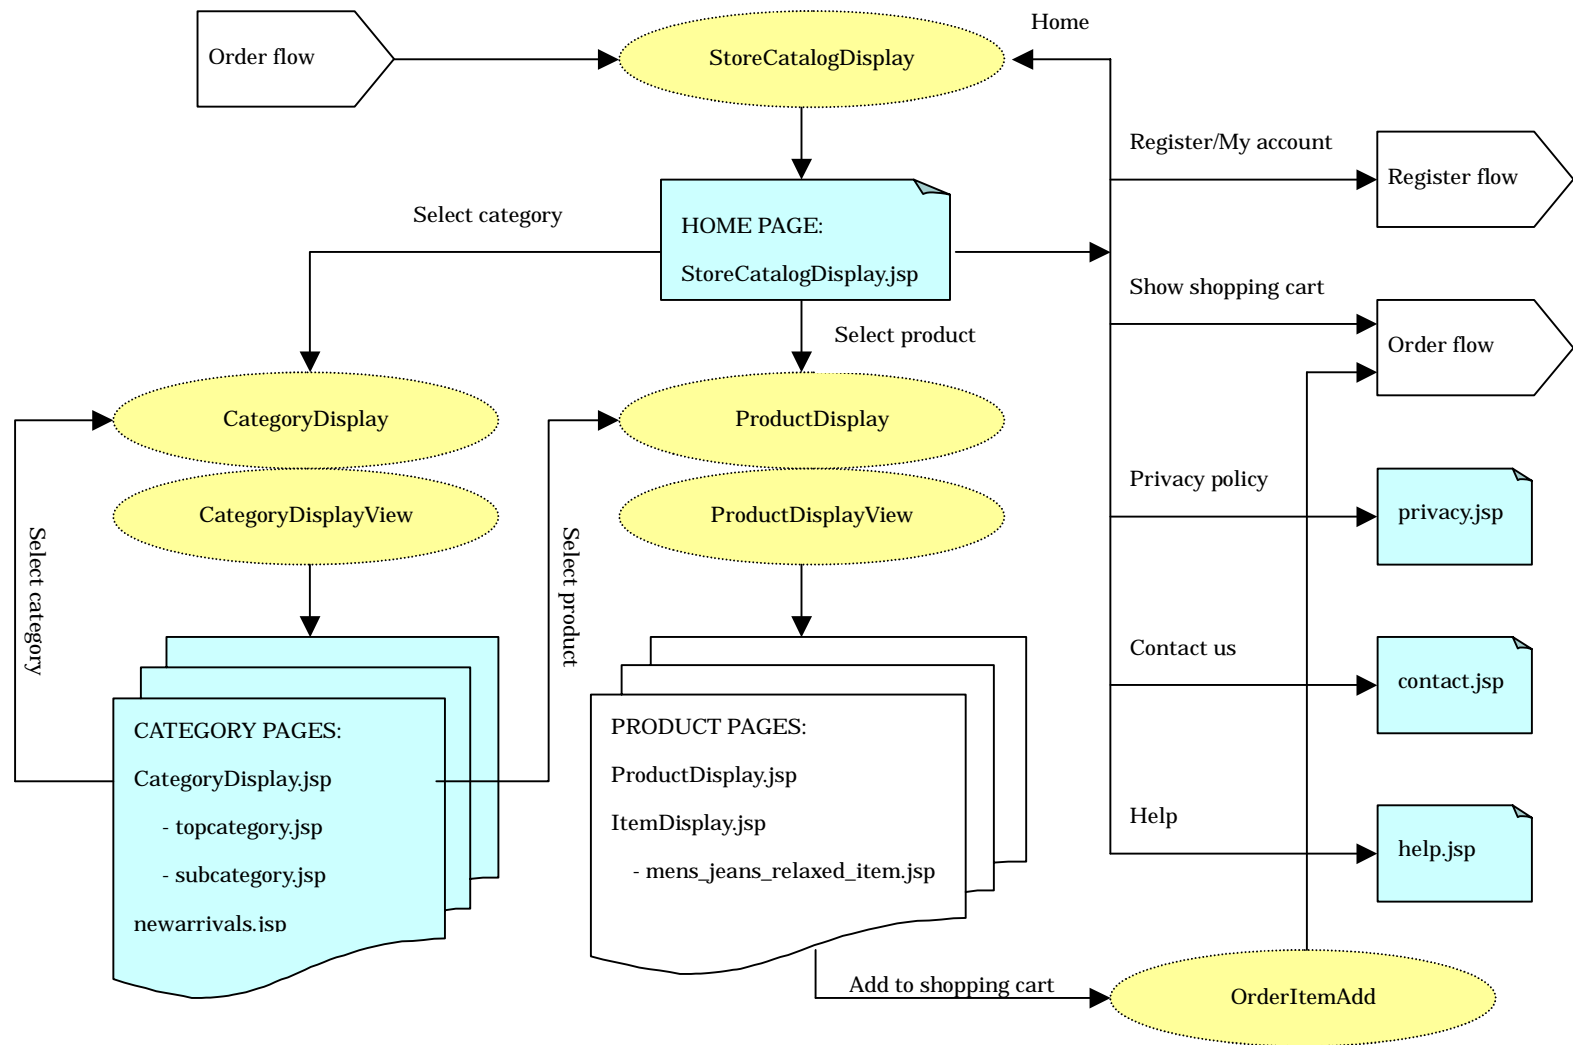 Home
Order flow
StoreCatalogDisplay
Register/My account
Register flow
Select category
HOME PAGE:
StoreCatalogDisplay.jsp
Show shopping cart
Select product
Order flow
CategoryDisplay
ProductDisplay
Privacy policy
CategoryDisplayView
ProductDisplayView
privacy.jsp
Select category
Select product
Contact us
contact.jsp
CATEGORY PAGES:
CategoryDisplay.jsp
- topcategory.jsp
- subcategory.jsp
newarrivals.jsp
PRODUCT PAGES:
ProductDisplay.jsp
ItemDisplay.jsp
- mens_jeans_relaxed_item.jsp
Help
help.jsp
Add to shopping cart
OrderItemAdd